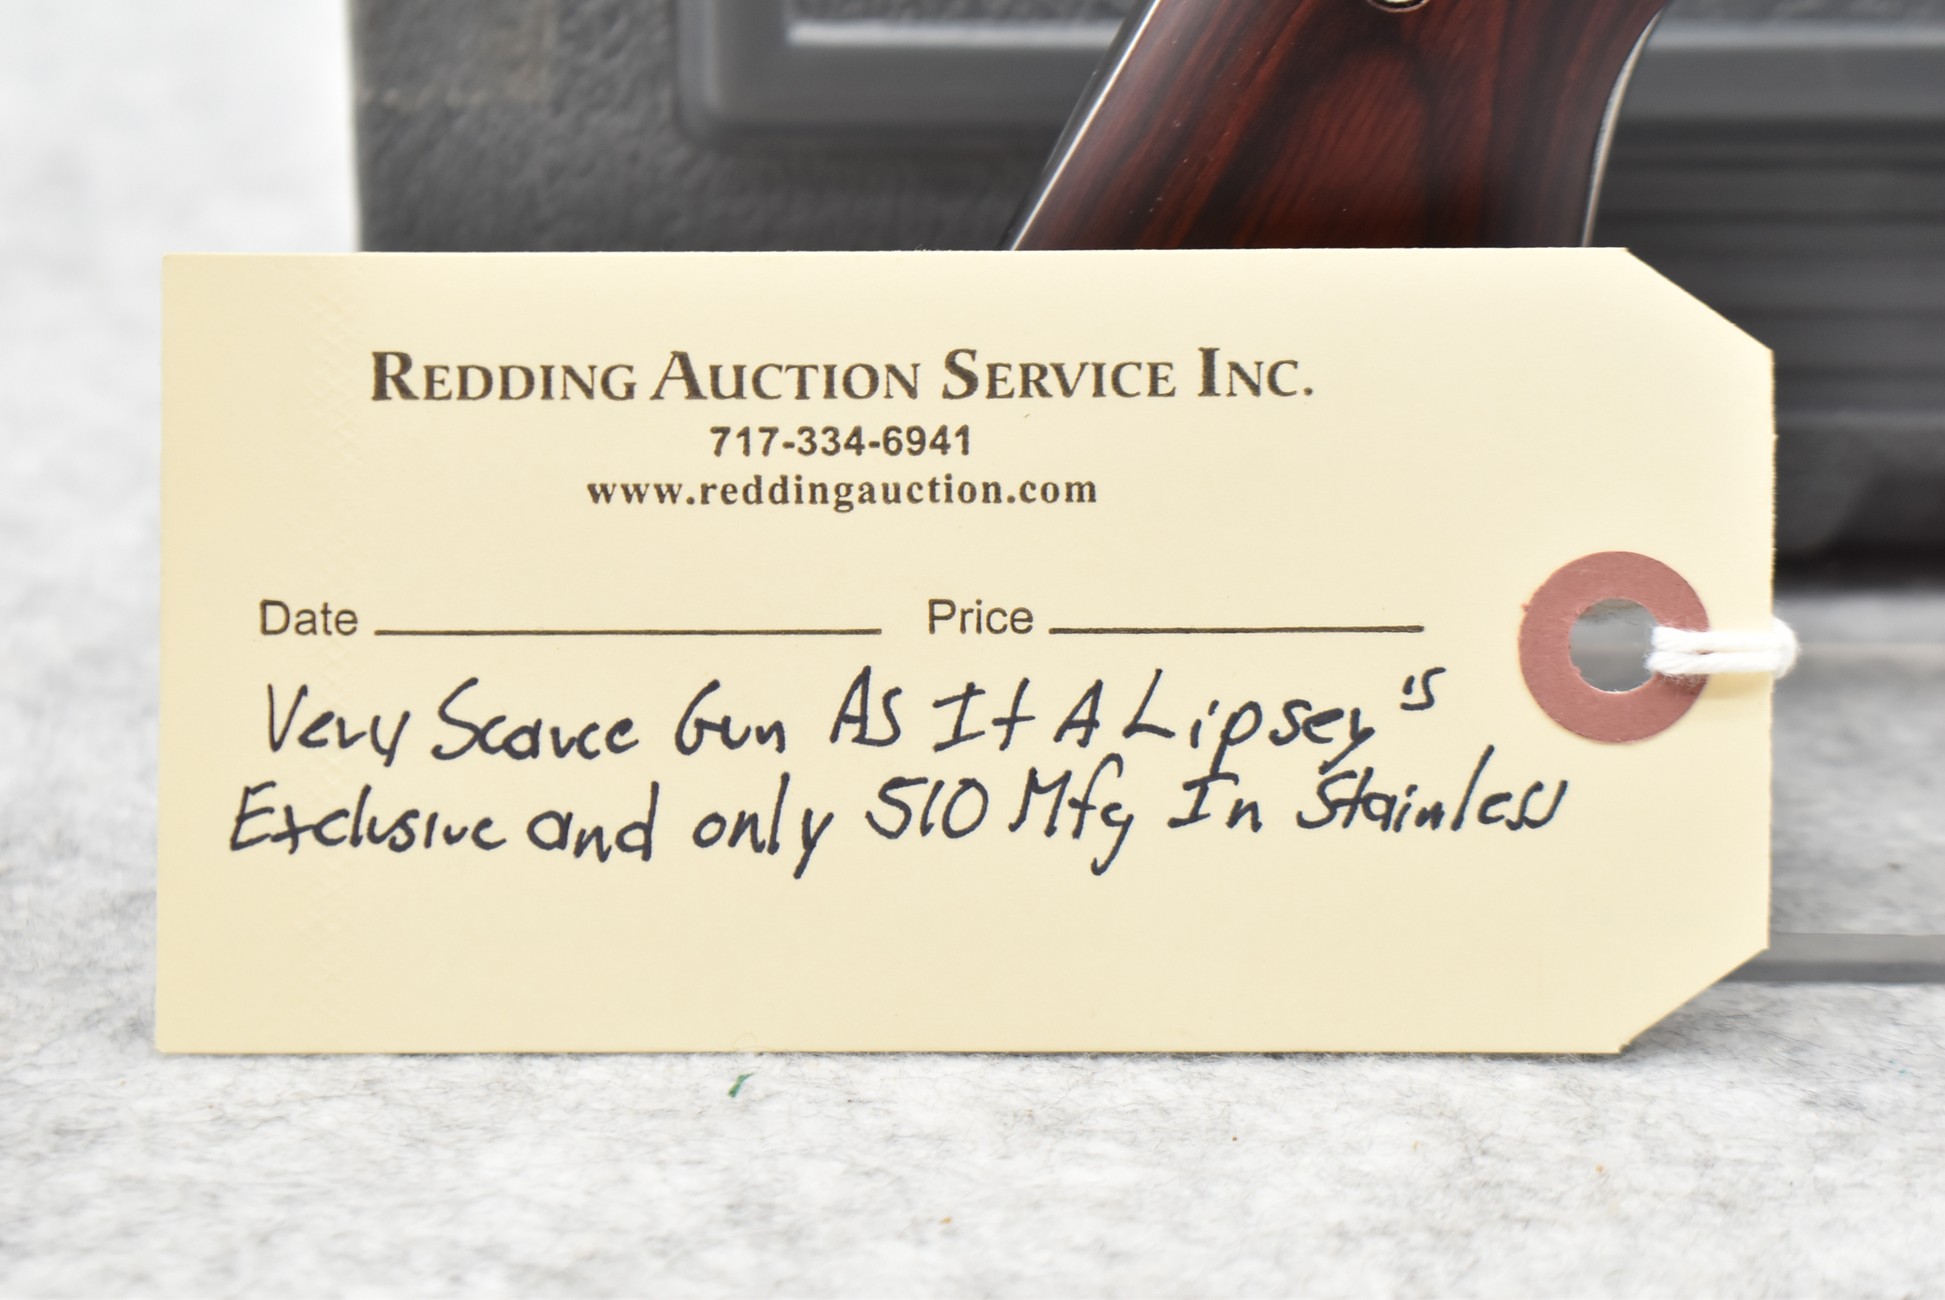 REDDING AUCTION SERVICE INC.
717-334-6941
www.reddingauction.com
Date Price
Very Scarce Gun As It A Lipsey's
Exclusive and only 510 Mfg In Stainless